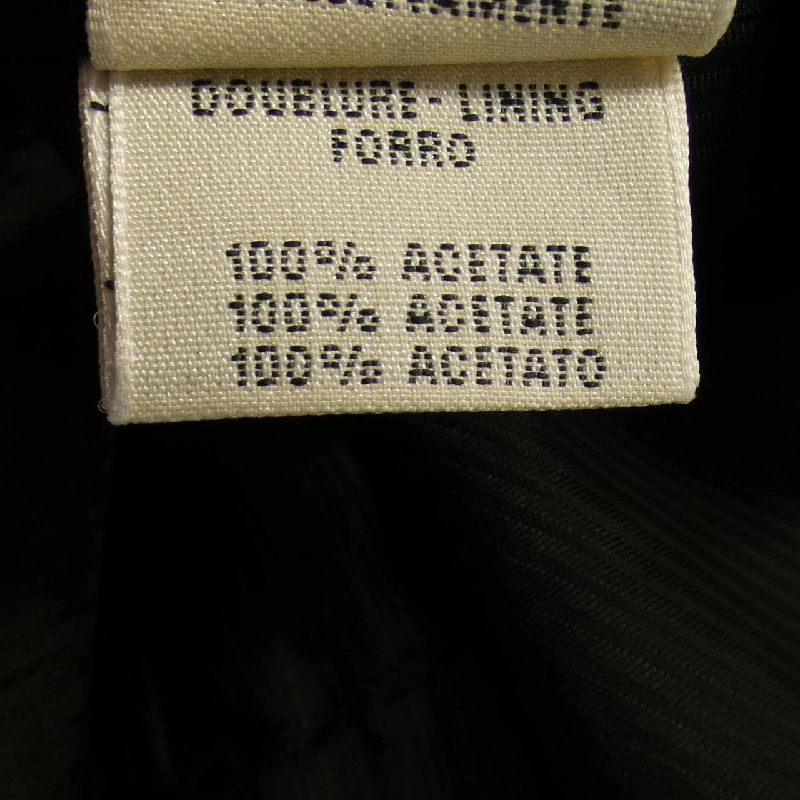 DOUBLURE - LINING
FORRO
100% ACETATE
100% ACETATE
100% ACETATO